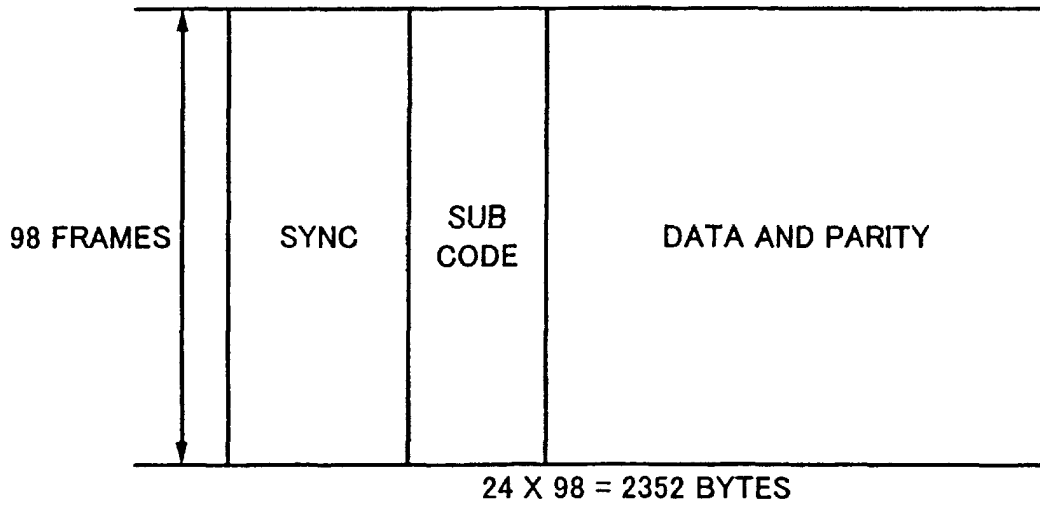 98 FRAMES
SYNC
SUB
CODE
DATA AND PARITY
24 X 98 = 2352 BYTES